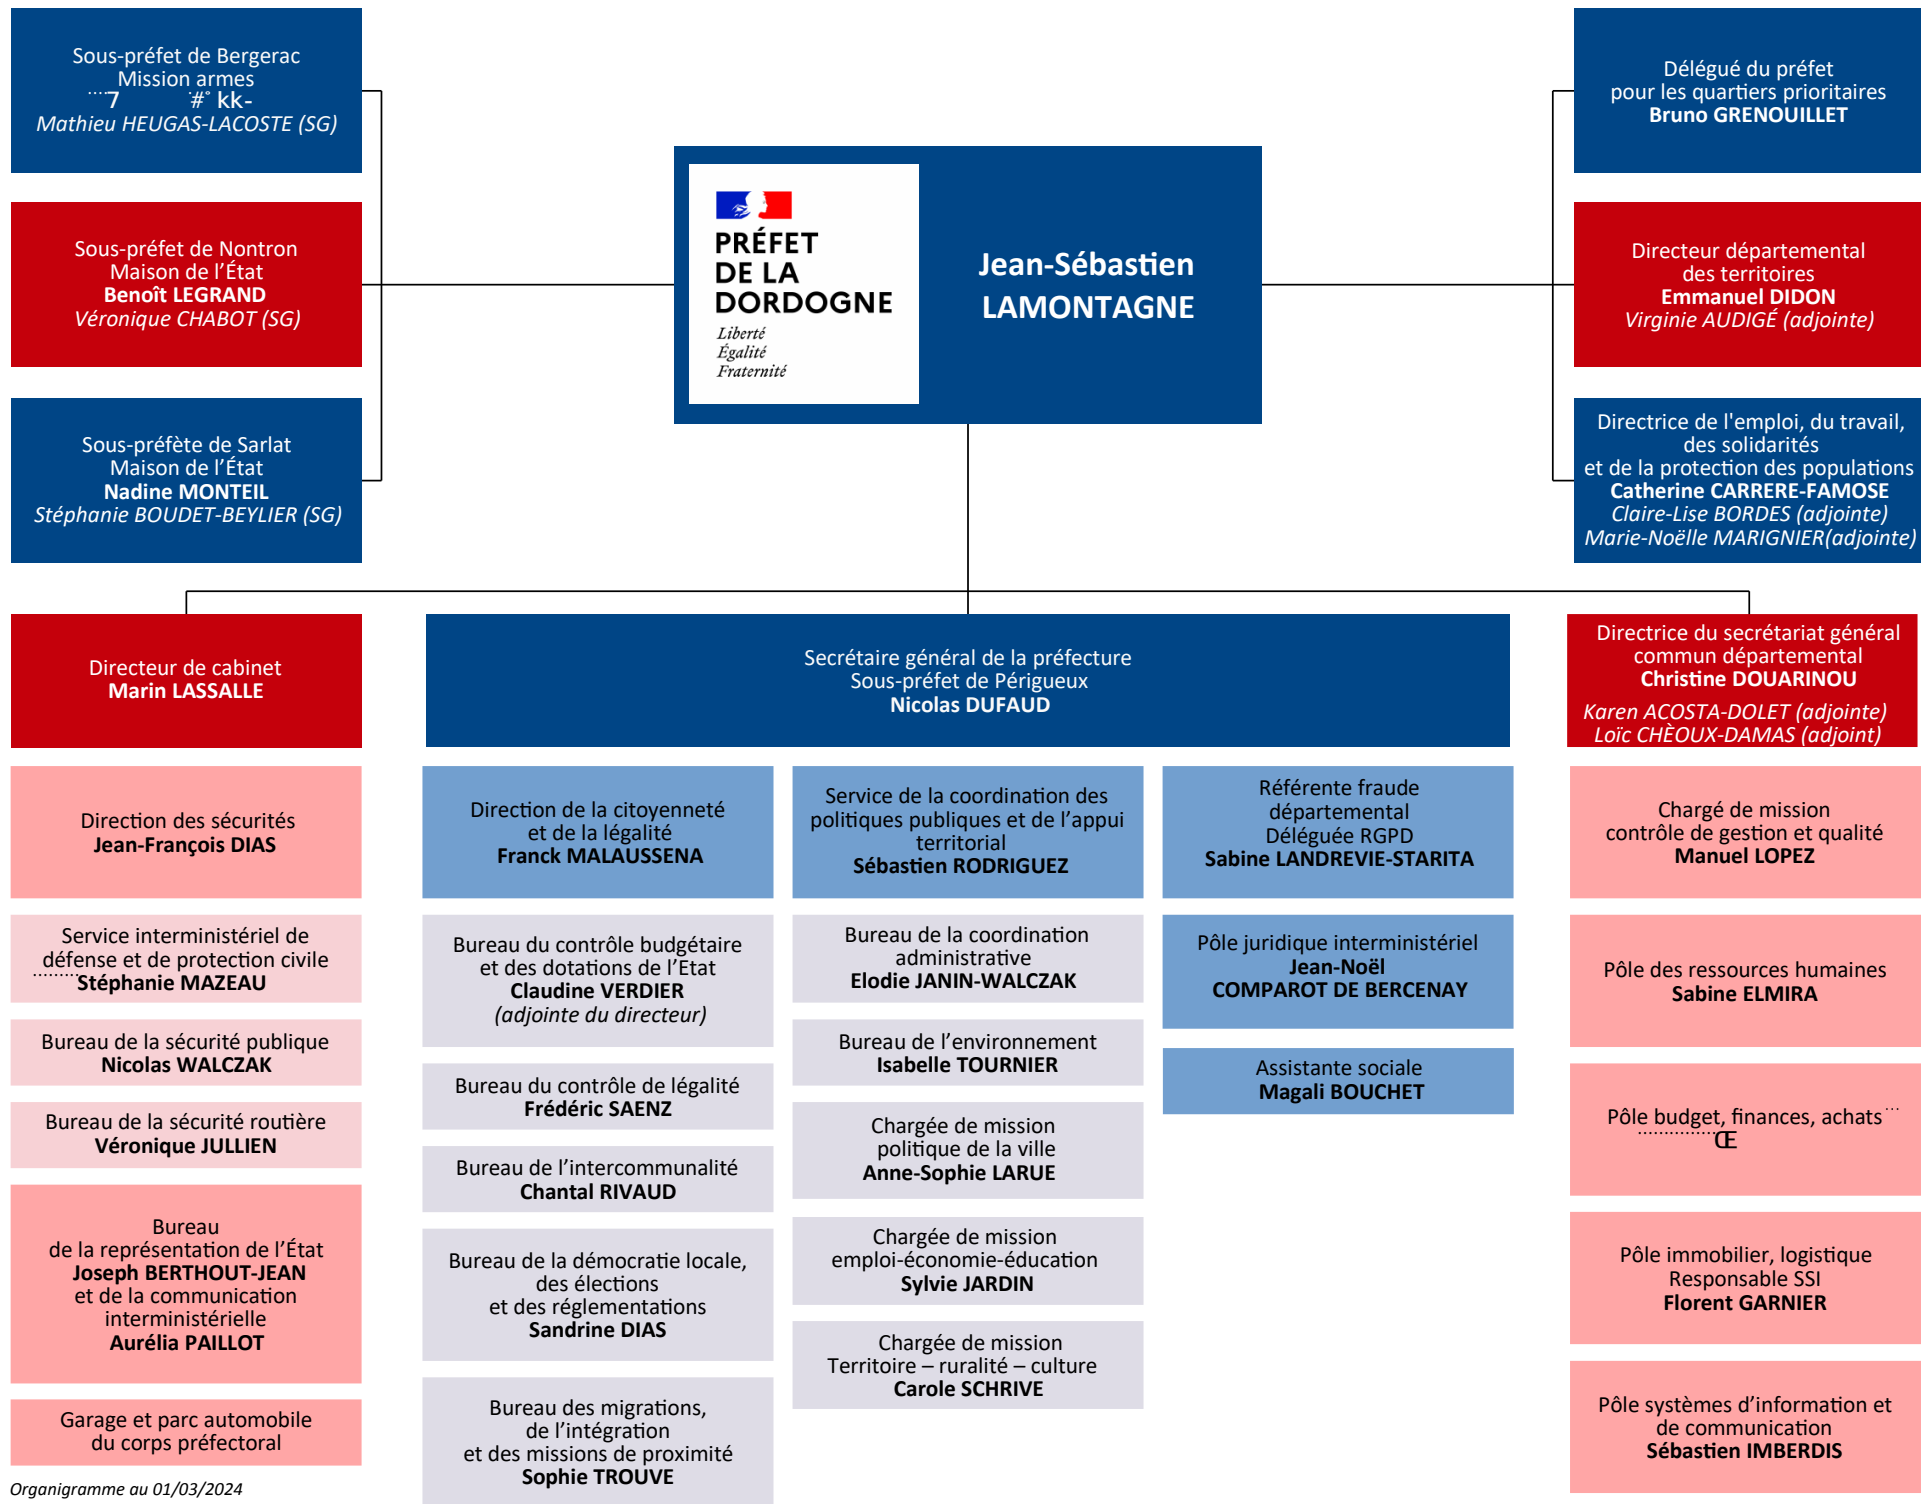 Sous-préfet de Bergerac
Mission armes
Mathieu HEUGAS-LACOSTE (SG)
Sous-préfet de Nontron
Maison de l'État
Benoît LEGRAND
Véronique CHABOT (SG)
Sous-préfète de Sarlat
Maison de l'État
Nadine MONTEIL
Stéphanie BOUDET-BEYLIER (SG)
PRÉFET
DE LA
DORDOGNE
Liberté
Égalité
Fraternité
Jean-Sébastien
LAMONTAGNE
Délégué du préfet
pour les quartiers prioritaires
Bruno GRENOUILLET
Directeur départemental
des territoires
Emmanuel DIDON
Virginie AUDIGÉ (adjointe)
Directrice de l'emploi, du travail,
des solidarités
et de la protection des populations
Catherine CARRERE-FAMOSE
Claire-Lise BORDES (adjointe)
Marie-Noëlle MARIGNIER(adjointe)
Directeur de cabinet
Marin LASSALLE
Direction des sécurités
Jean-François DIAS
Service interministériel de
défense et de protection civile
Stéphanie MAZEAU
Bureau de la sécurité publique
Nicolas WALCZAK
Bureau de la sécurité routière
Véronique JULLIEN
Bureau
de la représentation de l'État
Joseph BERTHOUT-JEAN
et de la communication
interministérielle
Aurélia PAILLOT
Garage et parc automobile
du corps préfectoral
Secrétaire général de la préfecture
Sous-préfet de Périgueux
Nicolas DUFAUD
Direction de la citoyenneté
et de la légalité
Franck MALAUSSENA
Bureau du contrôle budgétaire
et des dotations de l'Etat
Claudine VERDIER
(adjointe du directeur)
Bureau du contrôle de légalité
Frédéric SAENZ
Bureau de l'intercommunalité
Chantal RIVAUD
Bureau de la démocratie locale,
des élections
et des réglementations
Sandrine DIAS
Bureau des migrations,
de l'intégration
et des missions de proximité
Sophie TROUVE
Service de la coordination des
politiques publiques et de l'appui
territorial
Sébastien RODRIGUEZ
Bureau de la coordination
administrative
Elodie JANIN-WALCZAK
Bureau de l'environnement
Isabelle TOURNIER
Chargée de mission
politique de la ville
Anne-Sophie LARUE
Chargée de mission
emploi-économie-éducation
Sylvie JARDIN
Chargée de mission
Territoire – ruralité – culture
Carole SCHRIVE
Référente fraude
départemental
Déléguée RGPD
Sabine LANDREVIE-STARITA
Pôle juridique interministériel
Jean-Noël
COMPAROT DE BERCENAY
Assistante sociale
Magali BOUCHET
Directrice du secrétariat général
commun départemental
Christine DOUARINOU
Karen ACOSTA-DOLET (adjointe)
Loïc CHÈOUX-DAMAS (adjoint)
Chargé de mission
contrôle de gestion et qualité
Manuel LOPEZ
Pôle des ressources humaines
Sabine ELMIRA
Pôle budget, finances, achats
Pôle immobilier, logistique
Responsable SSI
Florent GARNIER
Pôle systèmes d'information et
de communication
Sébastien IMBERDIS
Organigramme au 01/03/2024